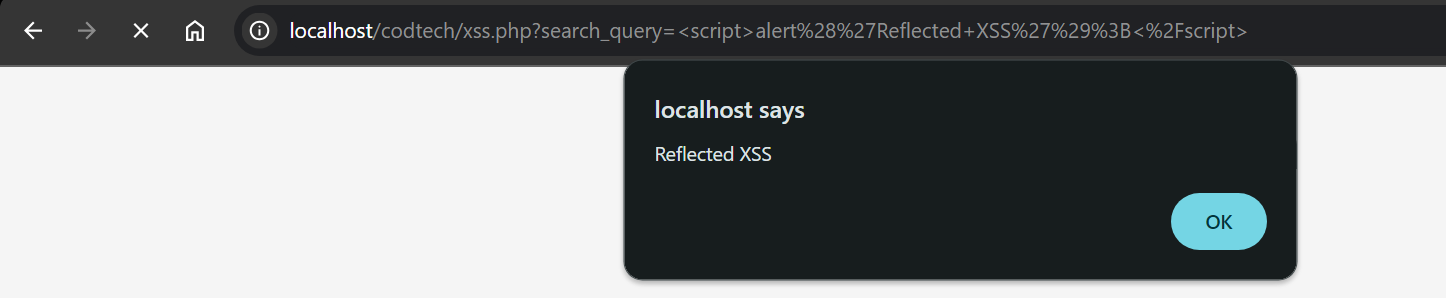 localhost/codtech/xss.php?search_query=<script>alert%28%27Reflected+XSS%27%29%3B<%2Fscript>
localhost says
Reflected XSS
OK